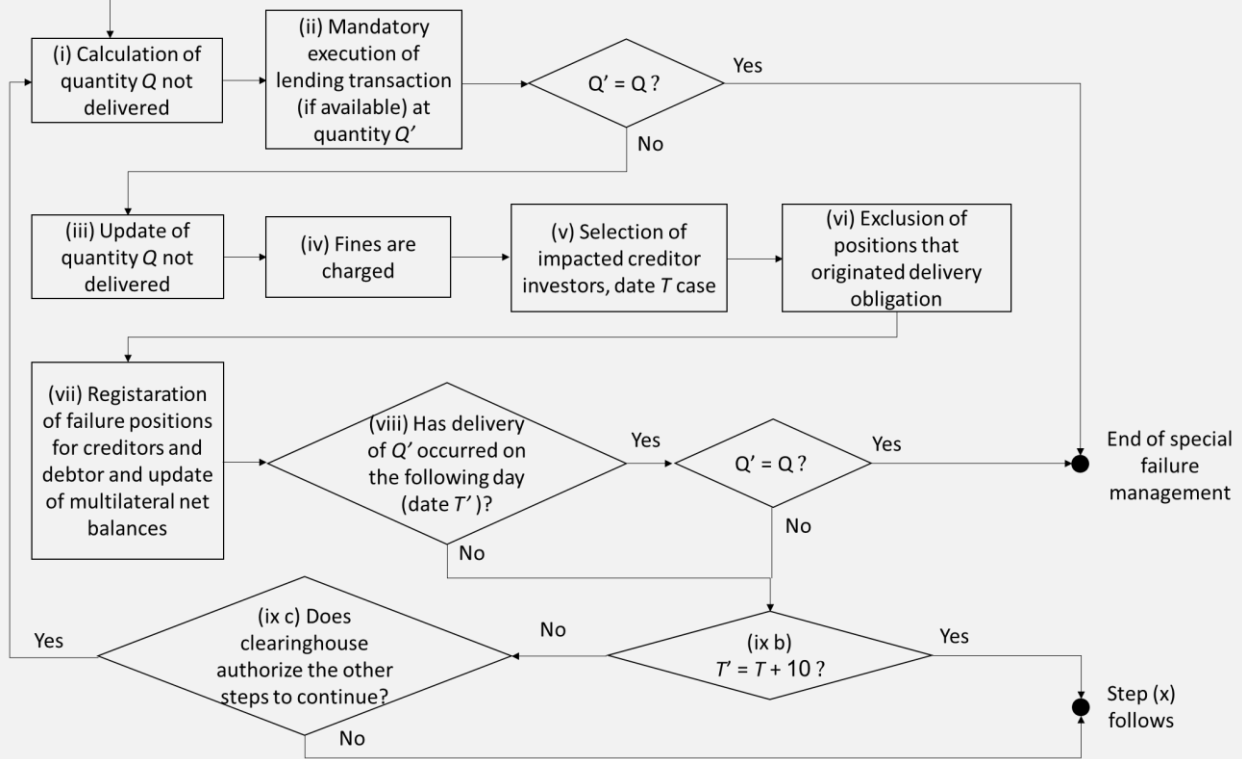 (i) Calculation of
quantity Q not
delivered
(ii) Mandatory
execution of
lending transaction
(if available) at
quantity Q'
Q' = Q ?
Yes
No
(iii) Update of
quantity Q not
delivered
(iv) Fines are
charged
(v) Selection of
impacted creditor
investors, date T case
(vi) Exclusion of
positions that
originated delivery
obligation
(vii) Registaration
of failure positions
for creditors and
debtor and update
of multilateral net
balances
(viii) Has delivery
of Q' occurred on
the following day
(date T' )?
Yes
No
Q' = Q ?
Yes
No
End of special
failure
management
(ix b)
T' = T + 10 ?
Yes
No
(ix c) Does
clearinghouse
authorize the other
steps to continue?
Yes
No
Step (x)
follows